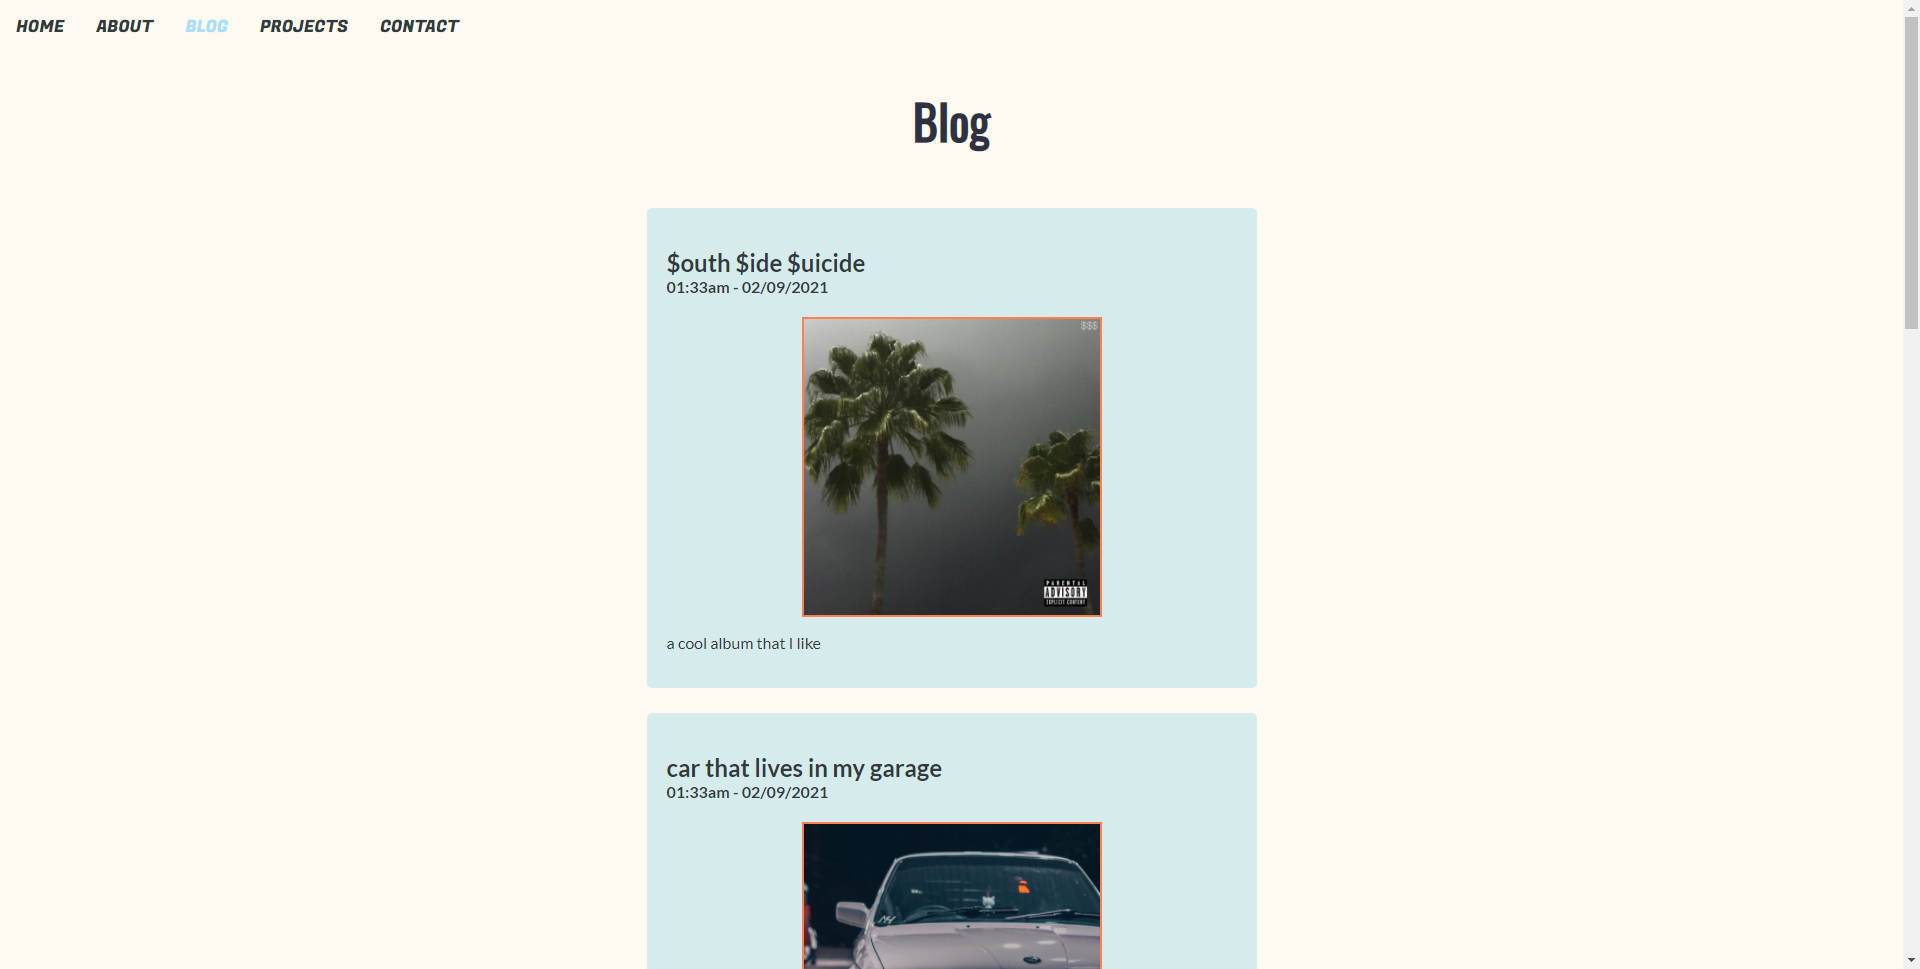 HOME ABOUT BLOG PROJECTS CONTACT
Blog
$outh $ide $uicide
01:33am - 02/09/2021
$$$
PARENTAL
ADVISORY
EXPLICIT CONTENT
a cool album that I like
car that lives in my garage
01:33am - 02/09/2021